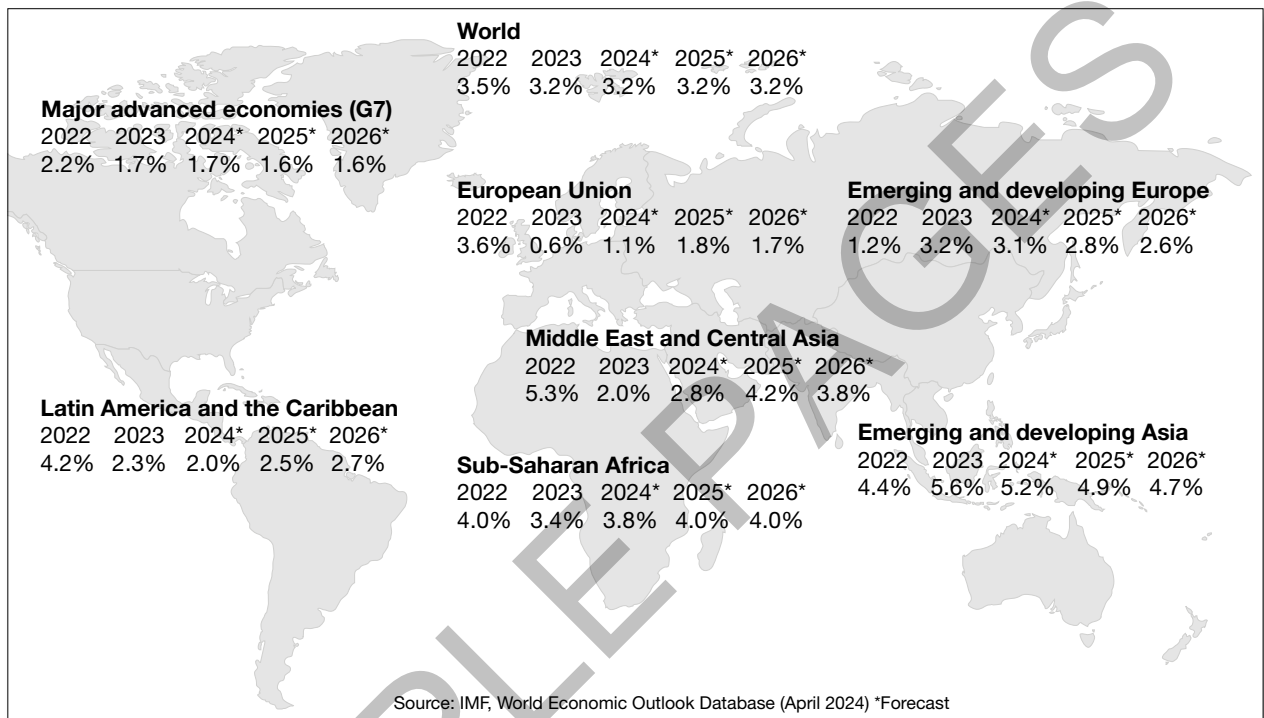 World
2022 2023 2024* 2025* 2026*
3.5% 3.2% 3.2% 3.2% 3.2%
Major advanced economies (G7)
2022 2023 2024* 2025* 2026*
2.2% 1.7% 1.7% 1.6% 1.6%
European Union
2022 2023 2024* 2025* 2026*
3.6% 0.6% 1.1% 1.8% 1.7%
Emerging and developing Europe
2022 2023 2024* 2025* 2026*
1.2% 3.2% 3.1% 2.8% 2.6%
Middle East and Central Asia
2022 2023 2024* 2025* 2026*
5.3% 2.0% 2.8% 4.2% 3.8%
Latin America and the Caribbean
2022 2023 2024* 2025* 2026*
4.2% 2.3% 2.0% 2.5% 2.7%
Emerging and developing Asia
2022 2023 2024* 2025* 2026*
4.4% 5.6% 5.2% 4.9% 4.7%
Sub-Saharan Africa
2022 2023 2024* 2025* 2026*
4.0% 3.4% 3.8% 4.0% 4.0%
Source: IMF, World Economic Outlook Database (April 2024) *Forecast
PLE PAGES